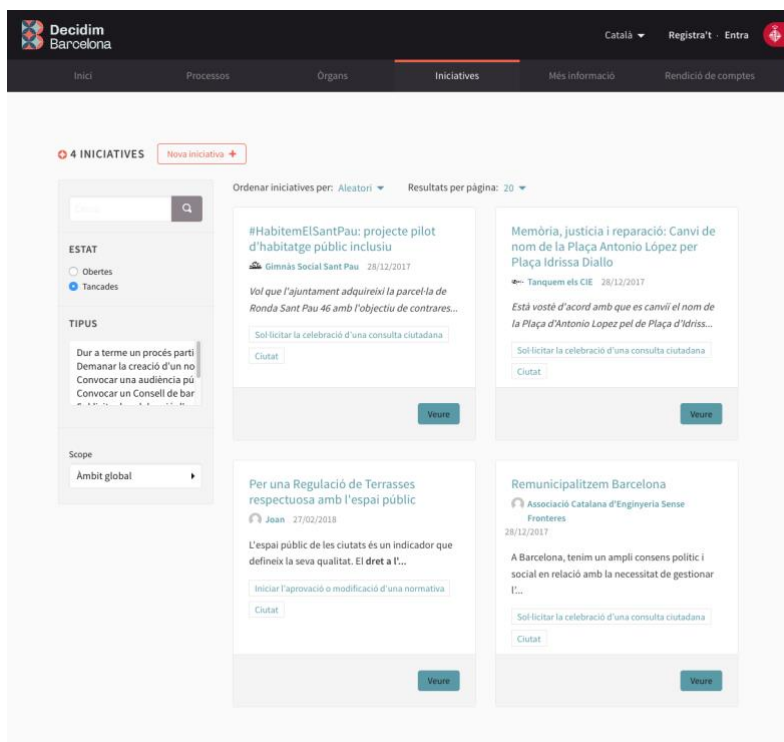 Decidim
Barcelona
Català
Registra't · Entra
Inici
Processos
Òrgans
Iniciatives
Més informació
Rendició de comptes
4 INICIATIVES
Nova iniciativa +
Ordenar iniciatives per: Aleatori
Resultats per pàgina: 20
ESTAT
Obertes
Tancades
TIPUS
Dur a terme un procés parti
Demanar la creació d'un no
Convocar una audiència pú
Convocar un Consell de bar
Scope
Àmbit global
#HabitemElSantPau: projecte pilot
d'habitatge públic inclusiu
Gimnàs Social Sant Pau 28/12/2017
Vol que l'ajuntament adquireixi la parcel·la de
Ronda Sant Pau 46 amb l'objectiu de contrares...
Sol·licitar la celebració d'una consulta ciutadana
Ciutat
Veure
Memòria, justícia i reparació: Canvi de
nom de la Plaça Antonio López per
Plaça Idrissa Diallo
Tanquem els CIE 28/12/2017
Està vostè d'acord amb que es canviï el nom de
la Plaça d'Antonio Lopez pel de Plaça d'Idriss...
Sol·licitar la celebració d'una consulta ciutadana
Ciutat
Veure
Per una Regulació de Terrasses
respectuosa amb l'espai públic
Joan 27/02/2018
L'espai públic de les ciutats és un indicador que
defineix la seva qualitat. El dret a l'...
Iniciar l'aprovació o modificació d'una normativa
Ciutat
Veure
Remunicipalitzem Barcelona
Associació Catalana d'Enginyeria Sense
Fronteres
28/12/2017
A Barcelona, tenim un ampli consens polític i
social en relació amb la necessitat de gestionar
l'...
Sol·licitar la celebració d'una consulta ciutadana
Ciutat
Veure